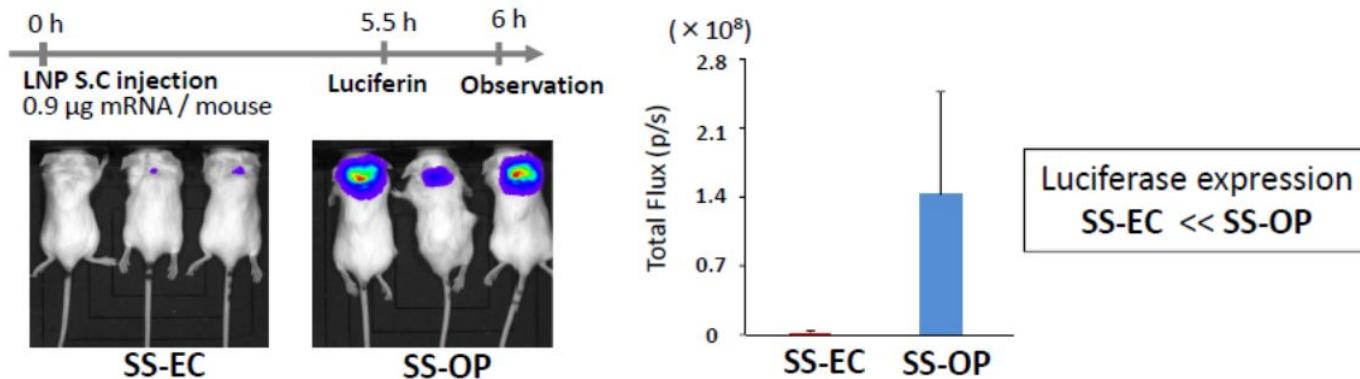 0 h
5.5 h
6 h
LNP S.C injection
0.9 μg mRNA / mouse
Luciferin
Observation
SS-EC
SS-OP
(×10⁸)
Total Flux (p/s)
2.8
2.1
1.4
0.7
0
SS-EC
SS-OP
Luciferase expression
SS-EC << SS-OP